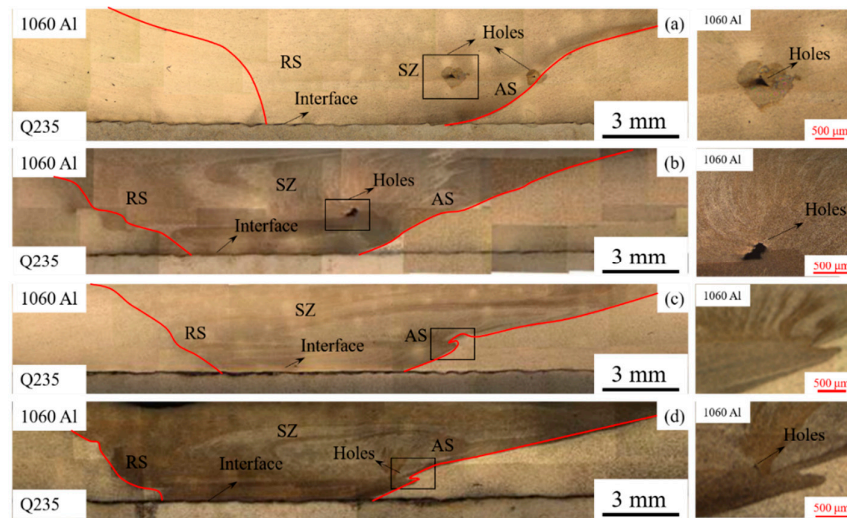 1060 Al
Holes
(a)
RS
SZ
AS
Interface
Q235
3 mm
1060 Al
Holes
500 μm
1060 Al
(b)
SZ
Holes
RS
AS
Interface
Q235
3 mm
1060 Al
Holes
500 μm
1060 Al
(c)
SZ
RS
AS
Interface
Q235
3 mm
1060 Al
500 μm
1060 Al
(d)
SZ
AS
Holes
RS
Interface
Q235
3 mm
1060 Al
Holes
500 μm